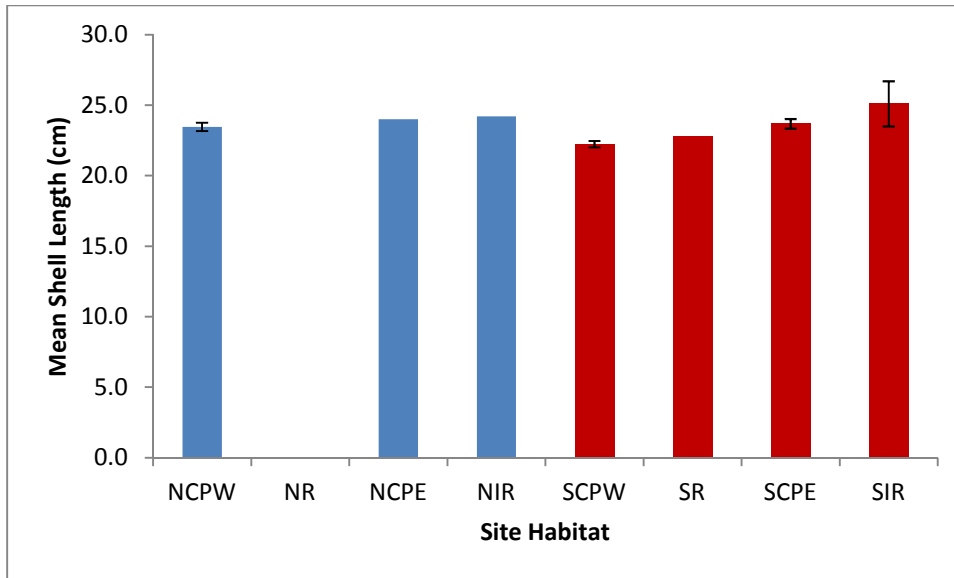 30.0
25.0
20.0
15.0
10.0
5.0
0.0
Mean Shell Length (cm)
NCPW NR NCPE NIR SCPW SR SCPE SIR
Site Habitat